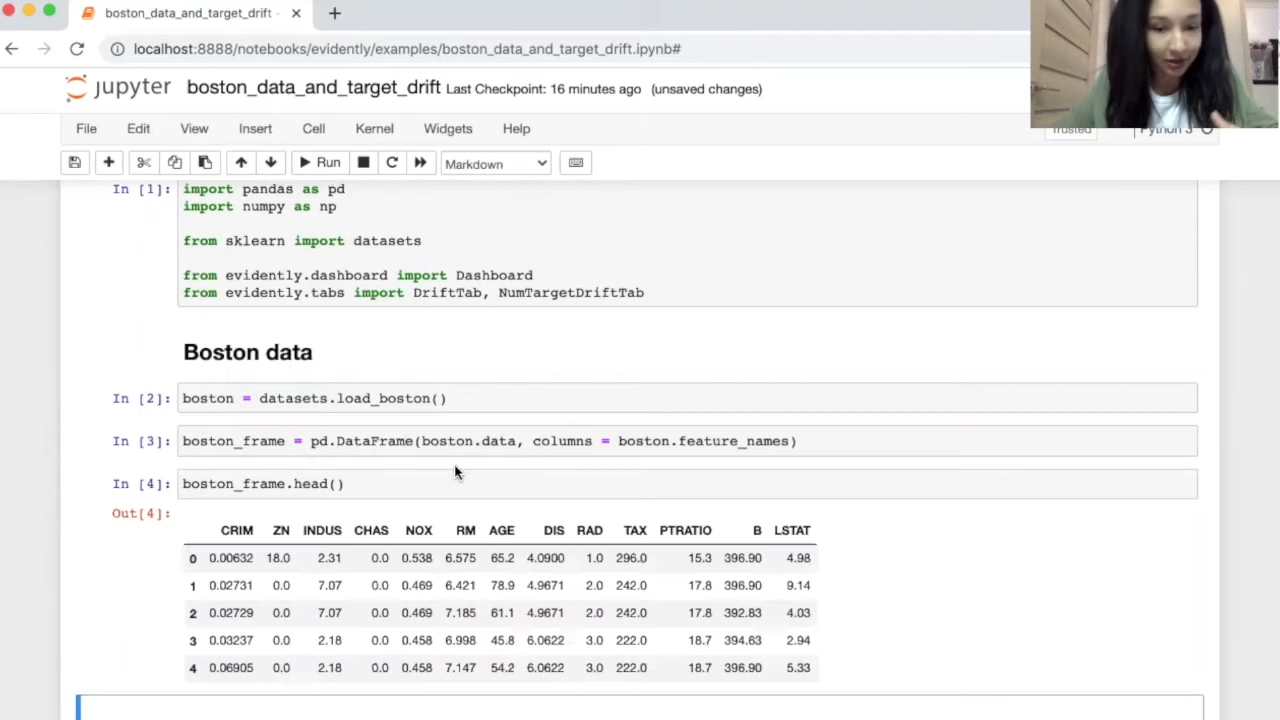 boston_data_and_target_drift -
localhost:8888/notebooks/evidently/examples/boston_data_and_target_drift.ipynb#
jupyter boston_data_and_target_drift Last Checkpoint: 16 minutes ago (unsaved changes)
File Edit View Insert Cell Kernel Widgets Help Trusted Python 3
Run Markdown
In [1]: import pandas as pd
import numpy as np
from sklearn import datasets
from evidently.dashboard import Dashboard
from evidently.tabs import DriftTab, NumTargetDriftTab
Boston data
In [2]: boston = datasets.load_boston()
In [3]: boston_frame = pd.DataFrame(boston.data, columns = boston.feature_names)
In [4]: boston_frame.head()
Out[4]:
CRIM ZN INDUS CHAS NOX RM AGE DIS RAD TAX PTRATIO B LSTAT
0 0.00632 18.0 2.31 0.0 0.538 6.575 65.2 4.0900 1.0 296.0 15.3 396.90 4.98
1 0.02731 0.0 7.07 0.0 0.469 6.421 78.9 4.9671 2.0 242.0 17.8 396.90 9.14
2 0.02729 0.0 7.07 0.0 0.469 7.185 61.1 4.9671 2.0 242.0 17.8 392.83 4.03
3 0.03237 0.0 2.18 0.0 0.458 6.998 45.8 6.0622 3.0 222.0 18.7 394.63 2.94
4 0.06905 0.0 2.18 0.0 0.458 7.147 54.2 6.0622 3.0 222.0 18.7 396.90 5.33